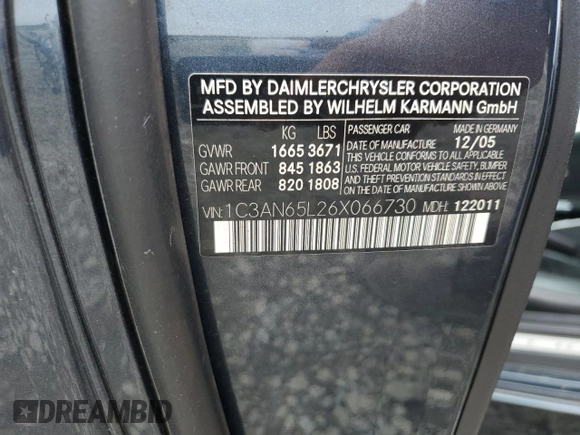 MFD BY DAIMLERCHRYSLER CORPORATION
ASSEMBLED BY WILHELM KARMANN GmbH
KG LBS
GVWR 1665 3671
GAWR FRONT 845 1863
GAWR REAR 820 1808
PASSENGER CAR MADE IN GERMANY
DATE OF MANUFACTURE 12/05
THIS VEHICLE CONFORMS TO ALL APPLICABLE
U.S. FEDERAL MOTOR VEHICLE SAFETY, BUMPER
AND THEFT PREVENTION STANDARDS IN EFFECT
ON THE DATE OF MANUFACTURE SHOWN ABOVE.
VIN: 1C3AN65L26X066730 MDH: 122011
DREAMBID